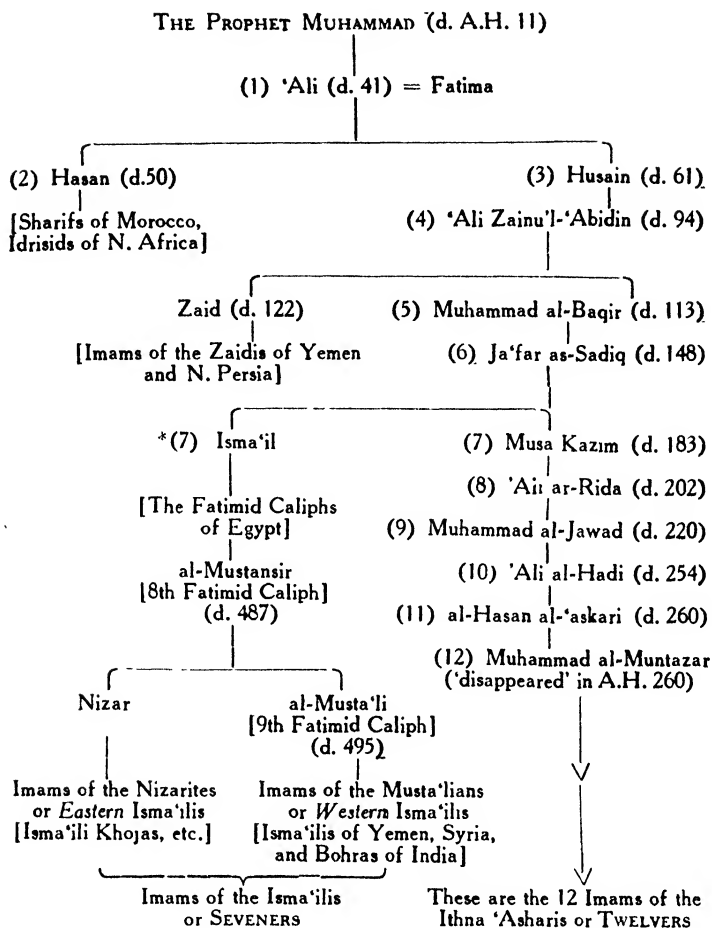 THE PROPHET MUHAMMAD (d. A.H. 11)
(1) ‘Ali (d. 41) = Fatima
(2) Hasan (d.50)
[Sharifs of Morocco,
Idrisids of N. Africa]
(3) Husain (d. 61)
(4) ‘Ali Zainu’l-‘Abidin (d. 94)
Zaid (d. 122)
[Imams of the Zaidis of Yemen
and N. Persia]
(5) Muhammad al-Baqir (d. 113)
(6) Ja‘far as-Sadiq (d. 148)
*(7) Isma‘il
[The Fatimid Caliphs
of Egypt]
al-Mustansir
[8th Fatimid Caliph]
(d. 487)
(7) Musa Kazim (d. 183)
(8) ‘Ali ar-Rida (d. 202)
(9) Muhammad al-Jawad (d. 220)
(10) ‘Ali al-Hadi (d. 254)
(11) al-Hasan al-‘askari (d. 260)
(12) Muhammad al-Muntazar
(‘disappeared’ in A.H. 260)
Nizar
Imams of the Nizarites
or Eastern Isma‘ilis
[Isma‘ili Khojas, etc.]
al-Musta‘li
[9th Fatimid Caliph]
(d. 495)
Imams of the Musta‘lians
or Western Isma‘ilis
[Isma‘ilis of Yemen, Syria,
and Bohras of India]
Imams of the Isma‘ilis
or SEVENERS
These are the 12 Imams of the
Ithna ‘Asharis or TWELVERS